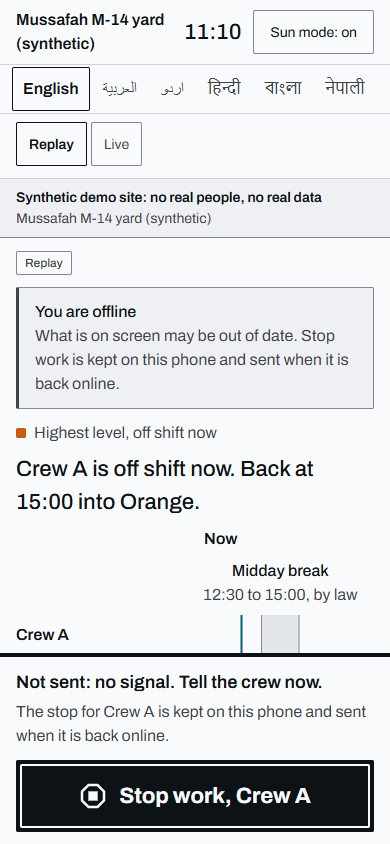 Mussafah M-14 yard
(synthetic)
11:10
Sun mode: on
English
العربية
اردو
हिन्दी
বাংলা
नेपाली
Replay
Live
Synthetic demo site: no real people, no real data
Mussafah M-14 yard (synthetic)
Replay
You are offline
What is on screen may be out of date. Stop
work is kept on this phone and sent when it is
back online.
Highest level, off shift now
Crew A is off shift now. Back at
15:00 into Orange.
Now
Midday break
12:30 to 15:00, by law
Crew A
Not sent: no signal. Tell the crew now.
The stop for Crew A is kept on this phone and sent
when it is back online.
Stop work, Crew A